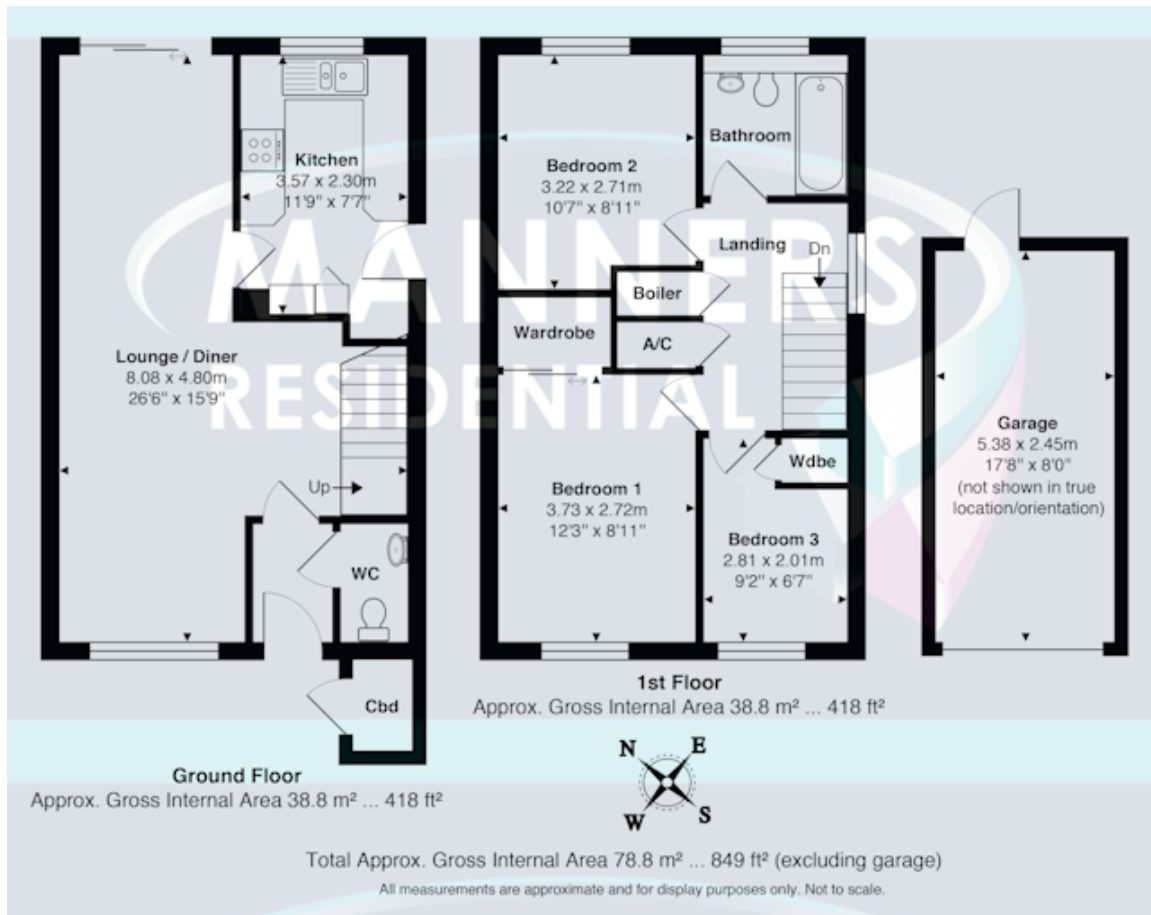 Kitchen
3.57 x 2.30m
11'9" x 7'7"
Lounge / Diner
8.08 x 4.80m
26'6" x 15'9"
Up
WC
Cbd
Ground Floor
Approx. Gross Internal Area 38.8 m² ... 418 ft²
Bedroom 2
3.22 x 2.71m
10'7" x 8'11"
Bathroom
Landing
Dn
Boiler
Wardrobe
A/C
Wdbe
Bedroom 1
3.73 x 2.72m
12'3" x 8'11"
Bedroom 3
2.81 x 2.01m
9'2" x 6'7"
1st Floor
Approx. Gross Internal Area 38.8 m² ... 418 ft²
Garage
5.38 x 2.45m
17'8" x 8'0"
(not shown in true
location/orientation)
MANNERS
RESIDENTIAL
N E
W S
Total Approx. Gross Internal Area 78.8 m² ... 849 ft² (excluding garage)
All measurements are approximate and for display purposes only. Not to scale.